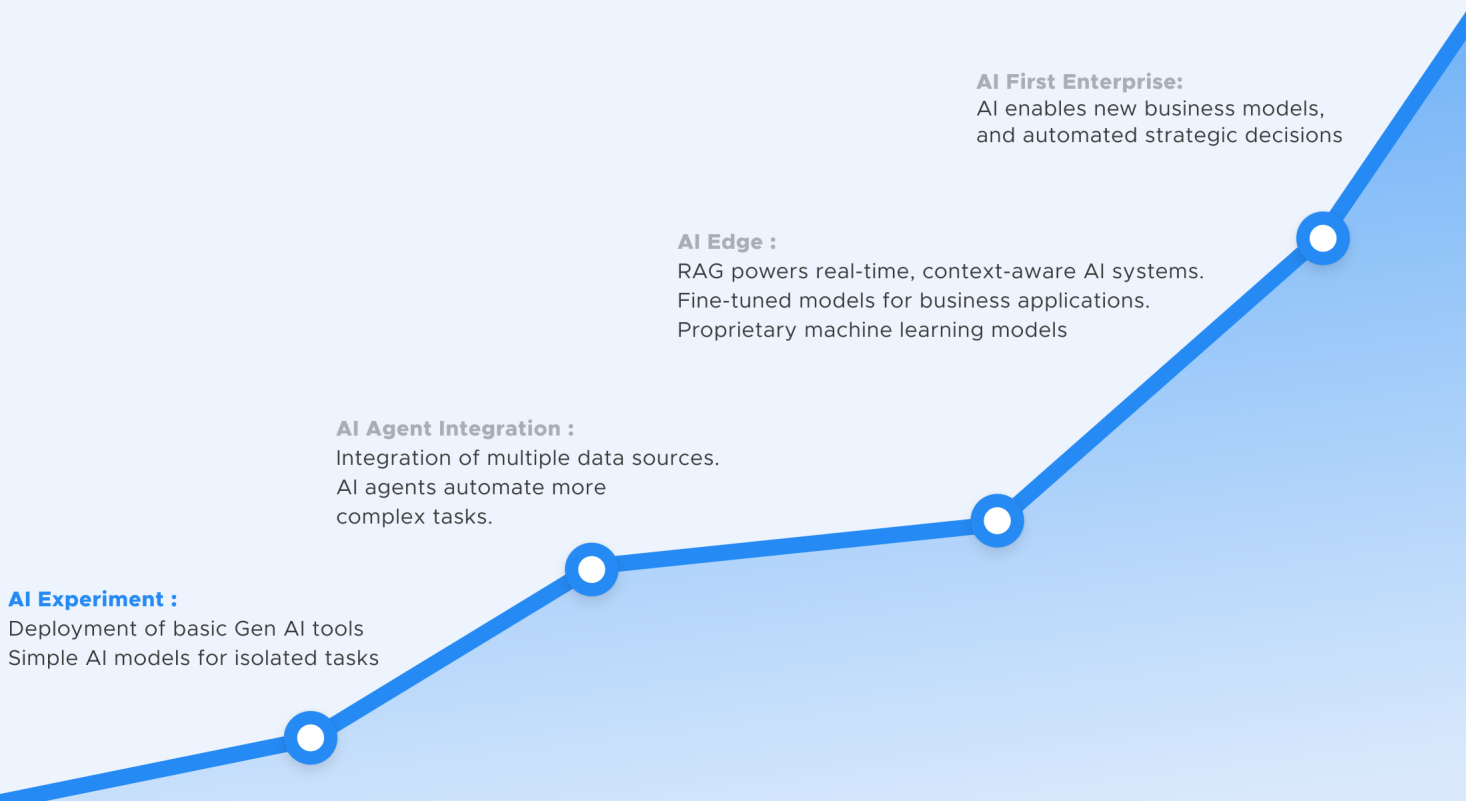 AI First Enterprise:
AI enables new business models,
and automated strategic decisions
AI Edge :
RAG powers real-time, context-aware AI systems.
Fine-tuned models for business applications.
Proprietary machine learning models
AI Agent Integration :
Integration of multiple data sources.
AI agents automate more
complex tasks.
AI Experiment :
Deployment of basic Gen AI tools
Simple AI models for isolated tasks